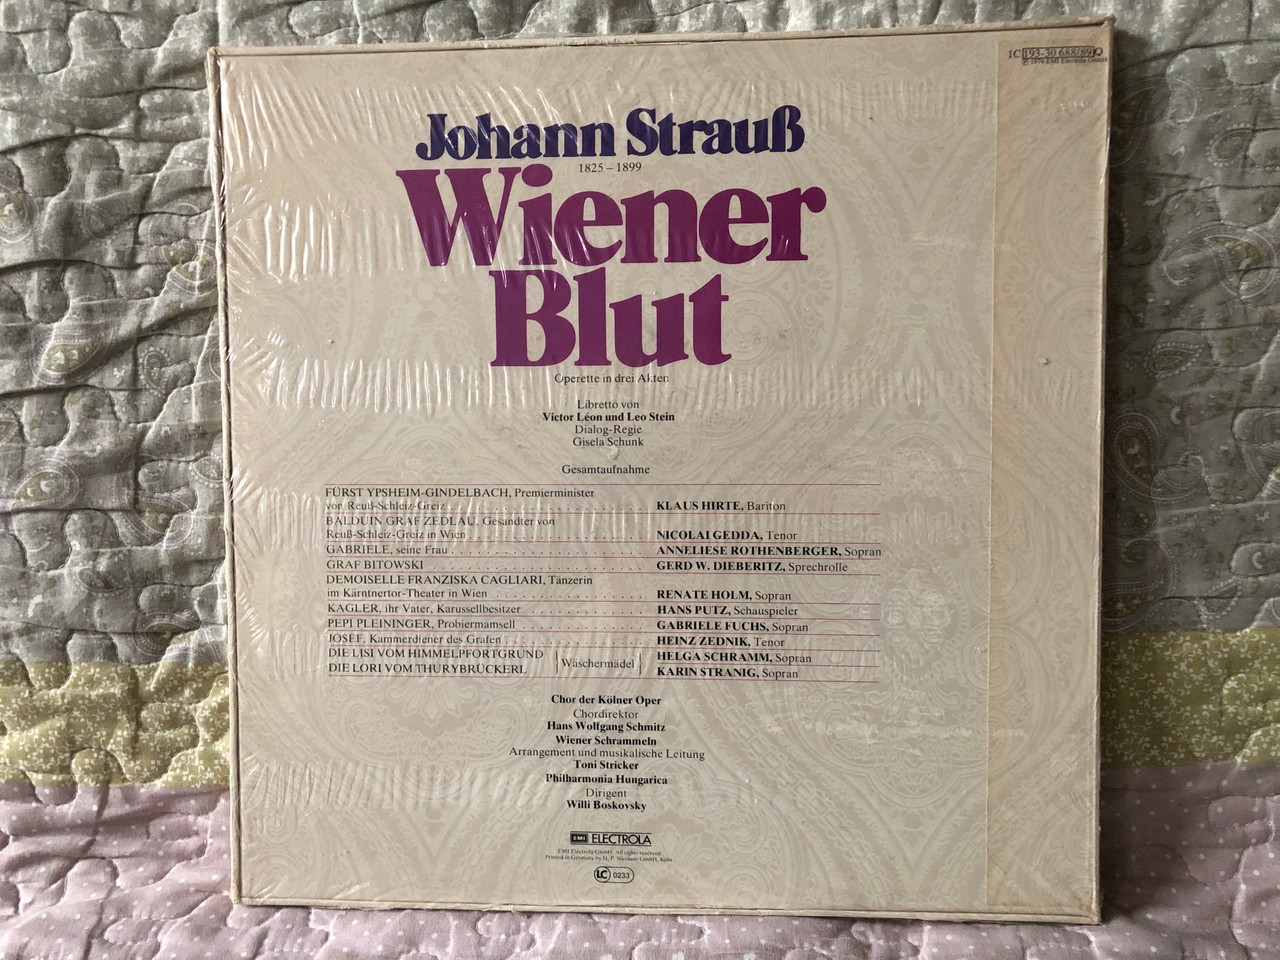 1C 193-30 688/89 Q
℗ 1976 EMI Electrola GmbH
Johann Strauß
1825 – 1899
Wiener
Blut
Operette in drei Akten
Libretto von
Victor Léon und Leo Stein
Dialog-Regie
Gisela Schunk
Gesamtaufnahme
FÜRST YPSHEIM-GINDELBACH, Premierminister
von Reuß-Schleiz-Greiz . . . . . . . . . . . . . . . . . . . . KLAUS HIRTE, Bariton
BALDUIN GRAF ZEDLAU, Gesandter von
Reuß-Schleiz-Greiz in Wien . . . . . . . . . . . . . . . . . . NICOLAI GEDDA, Tenor
GABRIELE, seine Frau . . . . . . . . . . . . . . . . . . . . ANNELIESE ROTHENBERGER, Sopran
GRAF BITOWSKI . . . . . . . . . . . . . . . . . . . . GERD W. DIEBERITZ, Sprechrolle
DEMOISELLE FRANZISKA CAGLIARI, Tänzerin
im Kärntnertor-Theater in Wien . . . . . . . . . . . . . . . . RENATE HOLM, Sopran
KAGLER, ihr Vater, Karussellbesitzer . . . . . . . . . . . . HANS PUTZ, Schauspieler
PEPI PLEININGER, Probiermamsell . . . . . . . . . . . . . GABRIELE FUCHS, Sopran
JOSEF, Kammerdiener des Grafen . . . . . . . . . . . . . . HEINZ ZEDNIK, Tenor
DIE LISI VOM HIMMELPFORTGRUND HELGA SCHRAMM, Sopran
Wäschermädel
DIE LORI VOM THURYBRÜCKERL KARIN STRANIG, Sopran
Chor der Kölner Oper
Chordirektor
Hans Wolfgang Schmitz
Wiener Schrammeln
Arrangement und musikalische Leitung
Toni Stricker
Philharmonia Hungarica
Dirigent
Willi Boskovsky
EMI ELECTROLA
EMI Electrola GmbH. All rights reserved.
Printed in Germany by H. P. Nicolaus GmbH, Köln
LC 0233